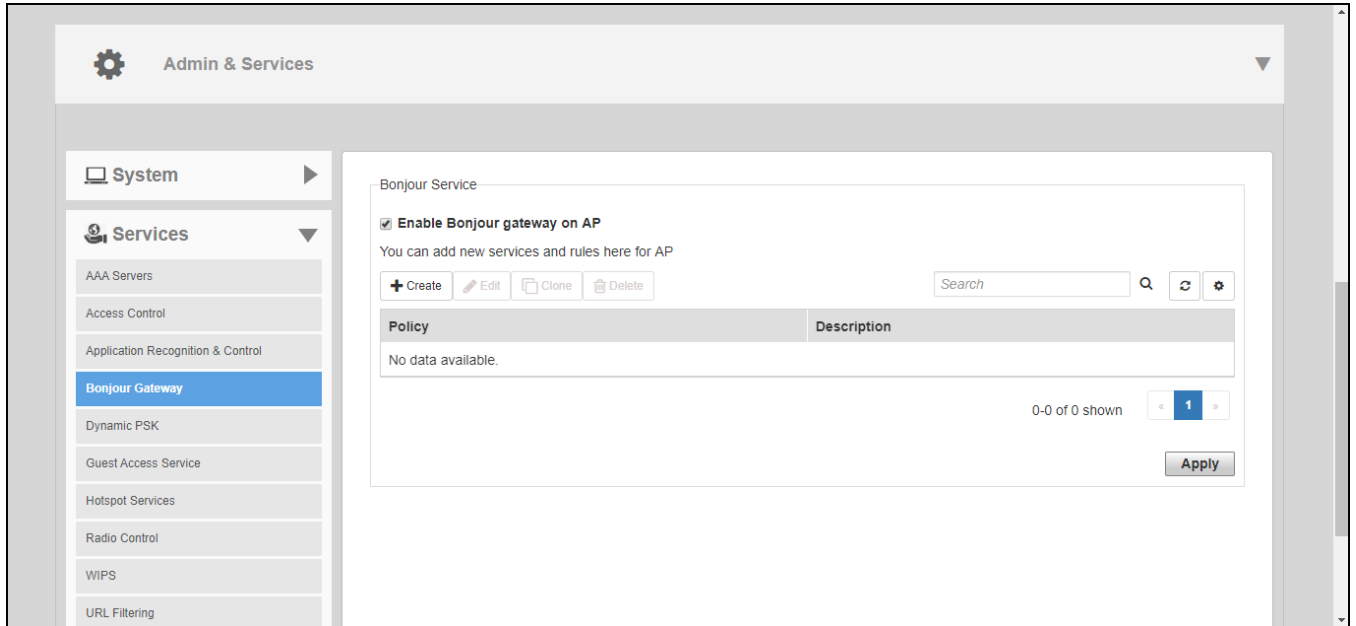 Admin & Services
System
Services
AAA Servers
Access Control
Application Recognition & Control
Bonjour Gateway
Dynamic PSK
Guest Access Service
Hotspot Services
Radio Control
WIPS
URL Filtering
Bonjour Service
Enable Bonjour gateway on AP
You can add new services and rules here for AP
Create Edit Clone Delete Search
Policy Description
No data available.
0-0 of 0 shown « 1 »
Apply